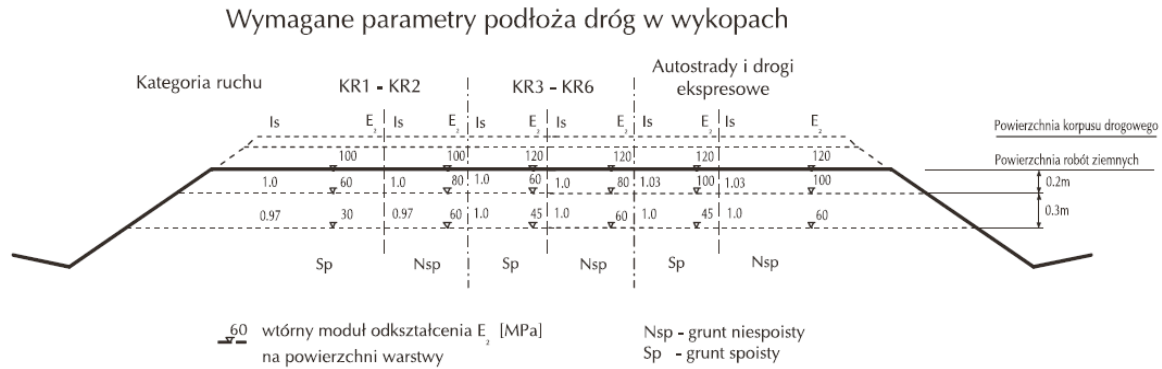 Wymagane parametry podłoża dróg w wykopach
Kategoria ruchu KR1 - KR2 KR3 - KR6 Autostrady i drogi
ekspresowe
Is E₂ Is E₂ Is E₂ Is E₂ Is E₂ Is E₂
Powierzchnia korpusu drogowego
100 100 120 120 120 120
Powierzchnia robót ziemnych
1.0 60 1.0 80 1.0 60 1.0 80 1.03 100 1.03 100 0.2m
0.97 30 0.97 60 1.0 45 1.0 60 1.0 45 1.0 60 0.3m
Sp Nsp Sp Nsp Sp Nsp
60 wtórny moduł odkształcenia E₂ [MPa]
na powierzchni warstwy
Nsp - grunt niespoisty
Sp - grunt spoisty